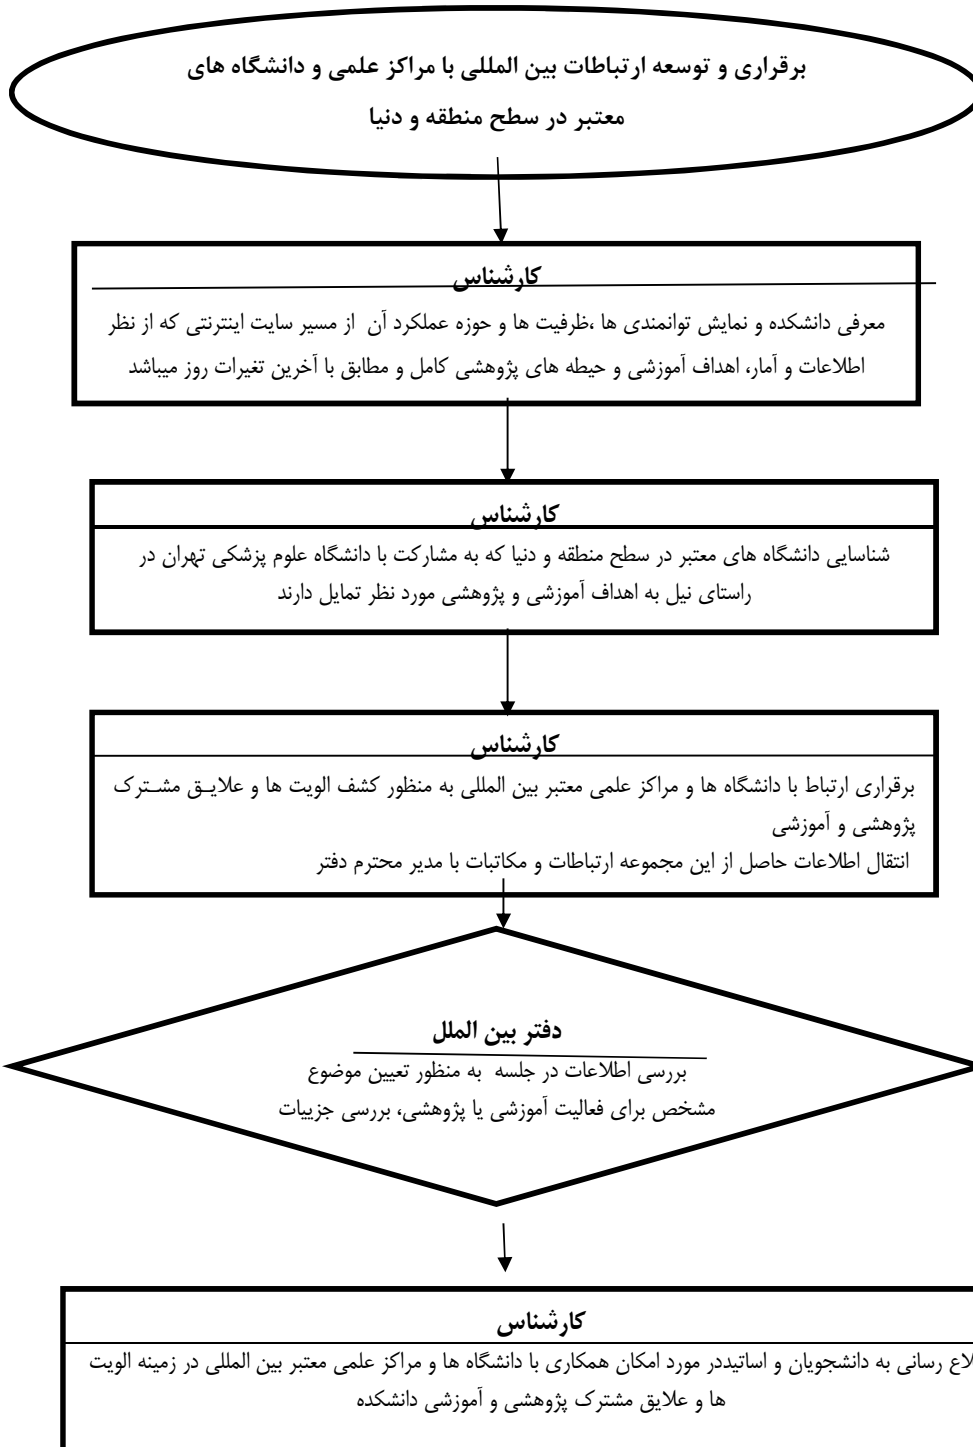 برقراری و توسعه ارتباطات بین المللی با مراکز علمی و دانشگاه های
معتبر در سطح منطقه و دنیا
کارشناس
معرفی دانشکده و نمایش توانمندی ها ،ظرفیت ها و حوزه عملکرد آن از مسیر سایت اینترنتی که از نظر
اطلاعات و آمار، اهداف آموزشی و حیطه های پژوهشی کامل و مطابق با آخرین تغیرات روز میباشد
کارشناس
شناسایی دانشگاه های معتبر در سطح منطقه و دنیا که به مشارکت با دانشگاه علوم پزشکی تهران در
راستای نیل به اهداف آموزشی و پژوهشی مورد نظر تمایل دارند
کارشناس
برقراری ارتباط با دانشگاه ها و مراکز علمی معتبر بین المللی به منظور کشف الویت ها و علایـق مشـترک
پژوهشی و آموزشی
انتقال اطلاعات حاصل از این مجموعه ارتباطات و مکاتبات با مدیر محترم دفتر
دفتر بین الملل
بررسی اطلاعات در جلسه به منظور تعیین موضوع
مشخص برای فعالیت آموزشی یا پژوهشی، بررسی جزییات
کارشناس
لاع رسانی به دانشجویان و اساتیددر مورد امکان همکاری با دانشگاه ها و مراکز علمی معتبر بین المللی در زمینه الویت
ها و علایق مشترک پژوهشی و آموزشی دانشکده